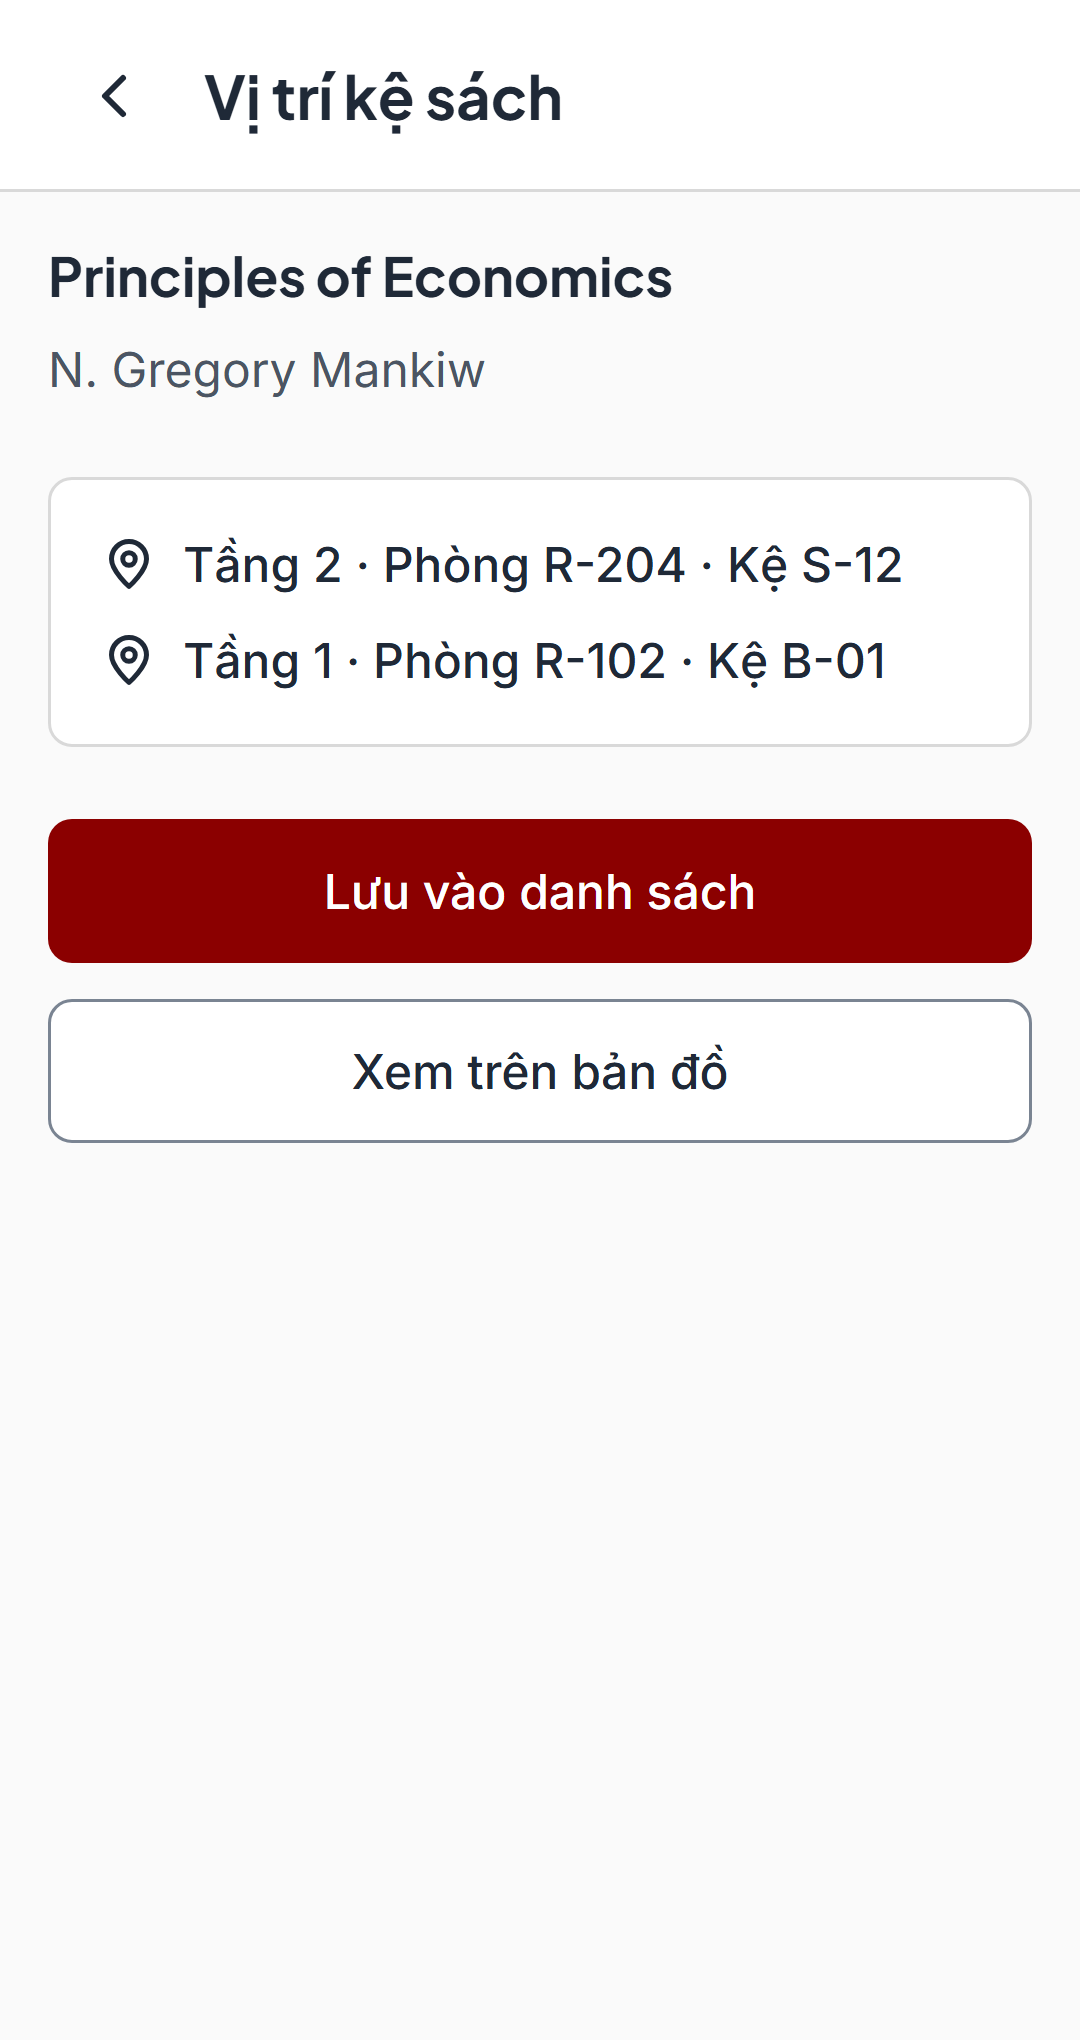 Vị trí kệ sách
Principles of Economics
N. Gregory Mankiw
Tầng 2 · Phòng R-204 · Kệ S-12
Tầng 1 · Phòng R-102 · Kệ B-01
Lưu vào danh sách
Xem trên bản đồ